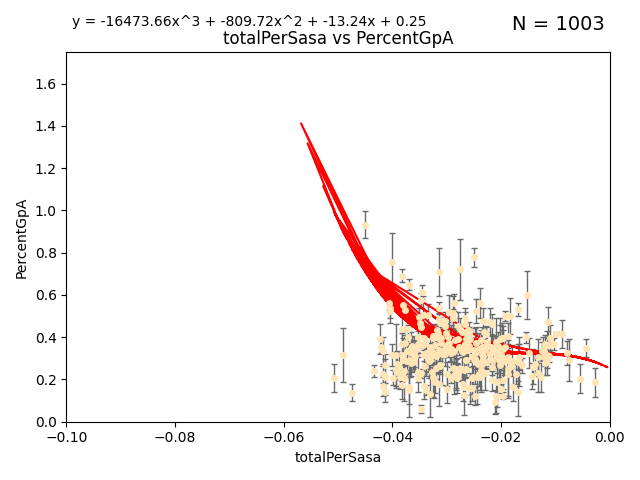 y = -16473.66x^3 + -809.72x^2 + -13.24x + 0.25
N = 1003
totalPerSasa vs PercentGpA
PercentGpA
1.6
1.4
1.2
1.0
0.8
0.6
0.4
0.2
0.0
−0.10 −0.08 −0.06 −0.04 −0.02 0.00
totalPerSasa